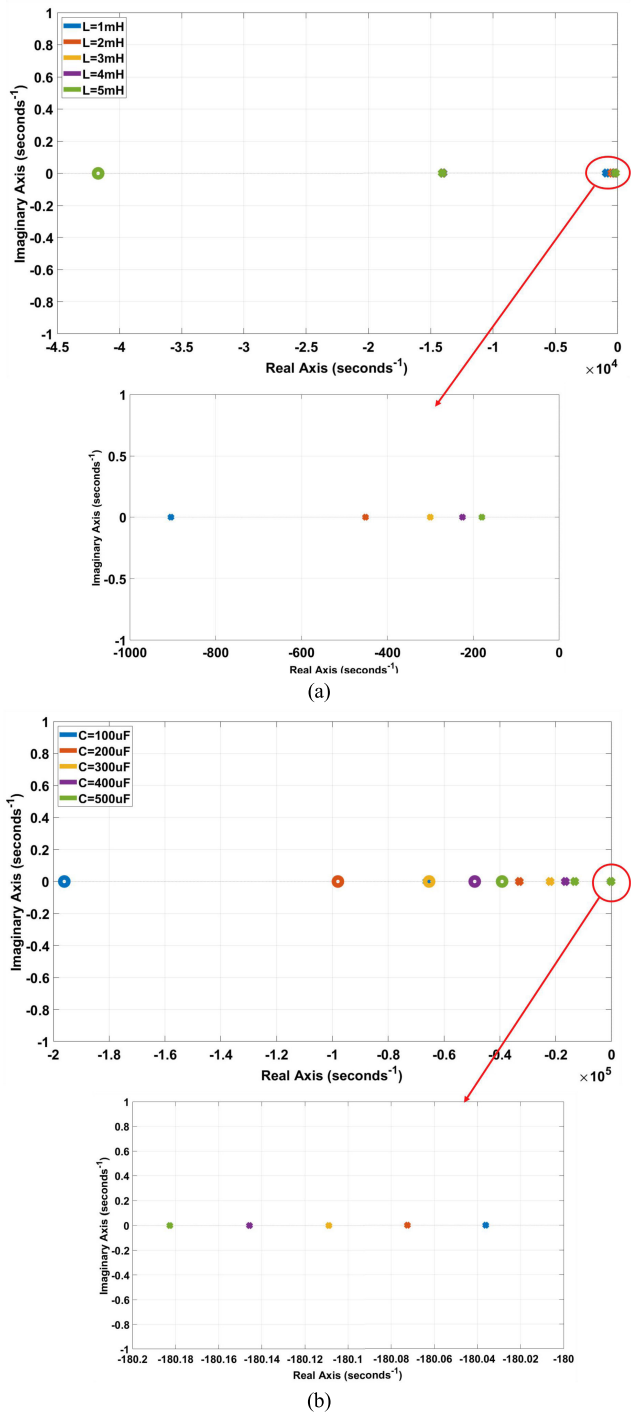 1
0.8
0.6
0.4
0.2
0
-0.2
-0.4
-0.6
-0.8
-1
L=1mH
L=2mH
L=3mH
L=4mH
L=5mH
Imaginary Axis (seconds-1)
-4.5 -4 -3.5 -3 -2.5 -2 -1.5 -1 -0.5 0
Real Axis (seconds-1)
×10 4
1
0.5
0
-0.5
-1
Imaginary Axis (seconds-1)
-1000 -800 -600 -400 -200 0
Real Axis (seconds-1)
(a)
1
0.8
0.6
0.4
0.2
0
-0.2
-0.4
-0.6
-0.8
-1
C=100uF
C=200uF
C=300uF
C=400uF
C=500uF
Imaginary Axis (seconds-1)
-2 -1.8 -1.6 -1.4 -1.2 -1 -0.8 -0.6 -0.4 -0.2 0
Real Axis (seconds-1)
×10 5
1
0.8
0.6
0.4
0.2
0
-0.2
-0.4
-0.6
-0.8
-1
Imaginary Axis (seconds-1)
-180.2 -180.18 -180.16 -180.14 -180.12 -180.1 -180.08 -180.06 -180.04 -180.02 -180
Real Axis (seconds-1)
(b)